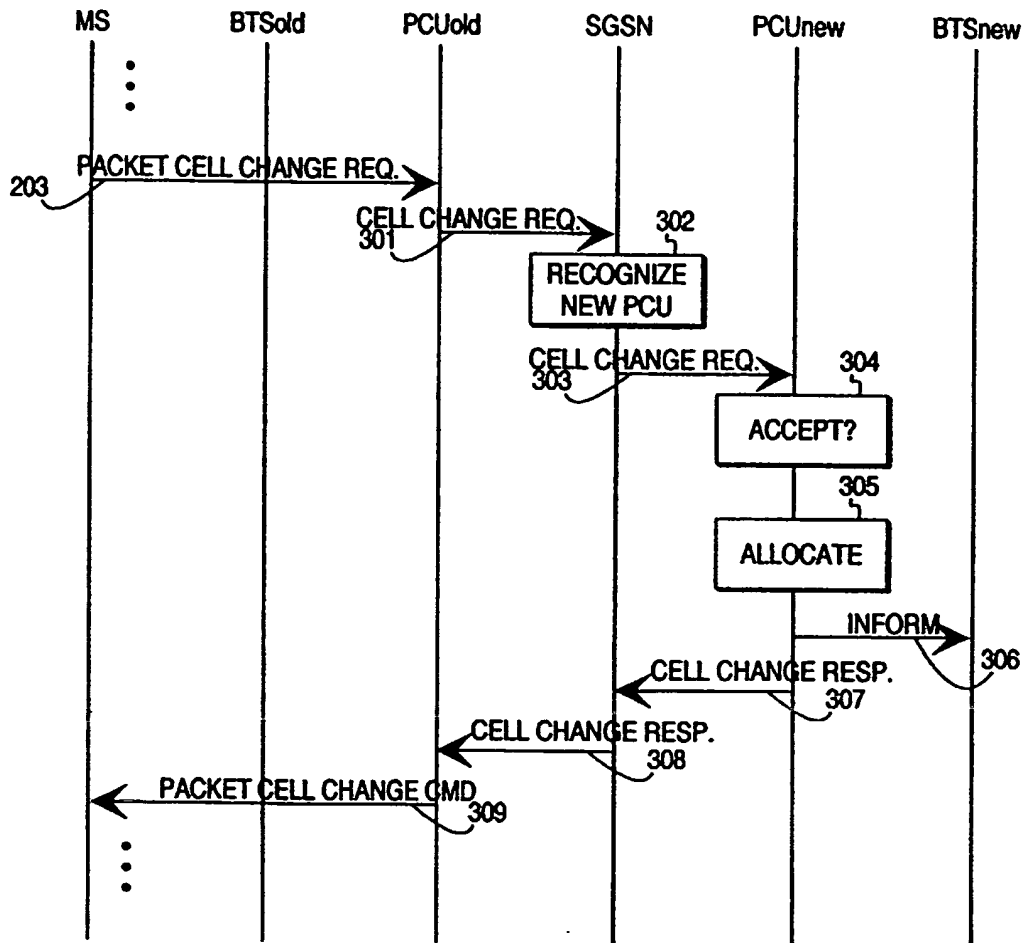 MS BTSold PCUold SGSN PCUnew BTSnew
PACKET CELL CHANGE REQ.
203
CELL CHANGE REQ.
301
302
RECOGNIZE
NEW PCU
CELL CHANGE REQ.
303
304
ACCEPT?
305
ALLOCATE
INFORM
306
CELL CHANGE RESP.
307
CELL CHANGE RESP.
308
PACKET CELL CHANGE CMD
309